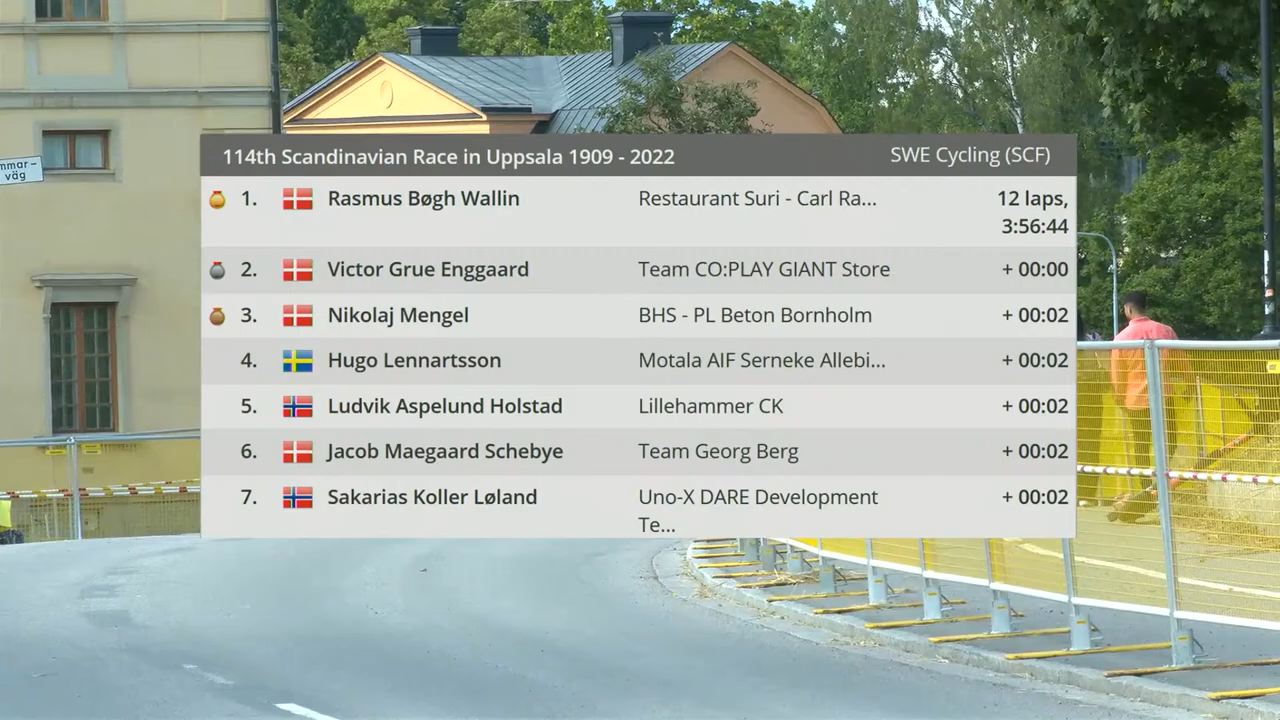 mmar-
väg
114th Scandinavian Race in Uppsala 1909 - 2022 SWE Cycling (SCF)
1. Rasmus Bøgh Wallin Restaurant Suri - Carl Ra... 12 laps,
3:56:44
2. Victor Grue Enggaard Team CO:PLAY GIANT Store + 00:00
3. Nikolaj Mengel BHS - PL Beton Bornholm + 00:02
4. Hugo Lennartsson Motala AIF Serneke Allebi... + 00:02
5. Ludvik Aspelund Holstad Lillehammer CK + 00:02
6. Jacob Maegaard Schebye Team Georg Berg + 00:02
7. Sakarias Koller Løland Uno-X DARE Development + 00:02
Te...